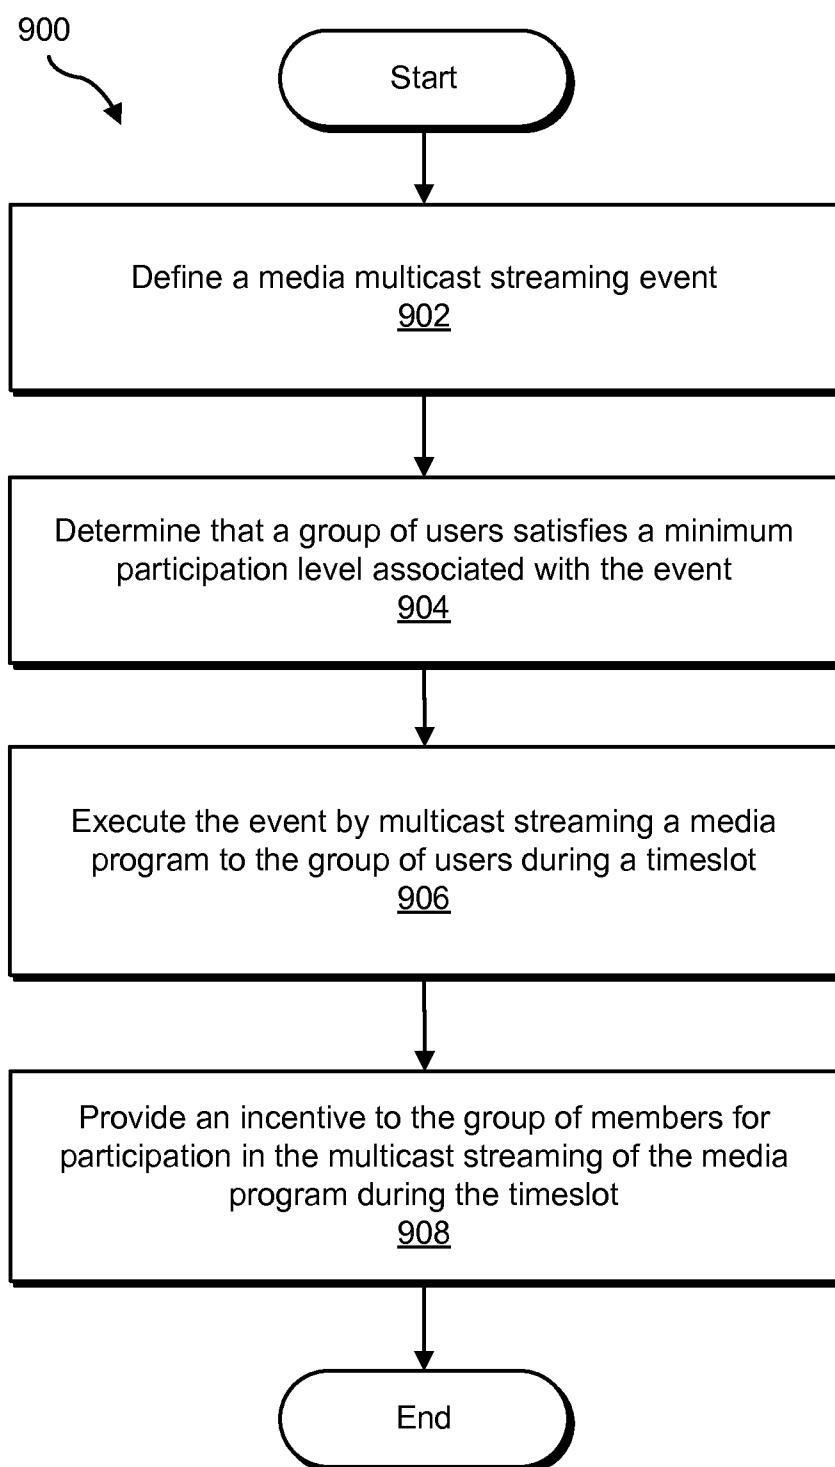 900
Start
Define a media multicast streaming event
902
Determine that a group of users satisfies a minimum
participation level associated with the event
904
Execute the event by multicast streaming a media
program to the group of users during a timeslot
906
Provide an incentive to the group of members for
participation in the multicast streaming of the media
program during the timeslot
908
End